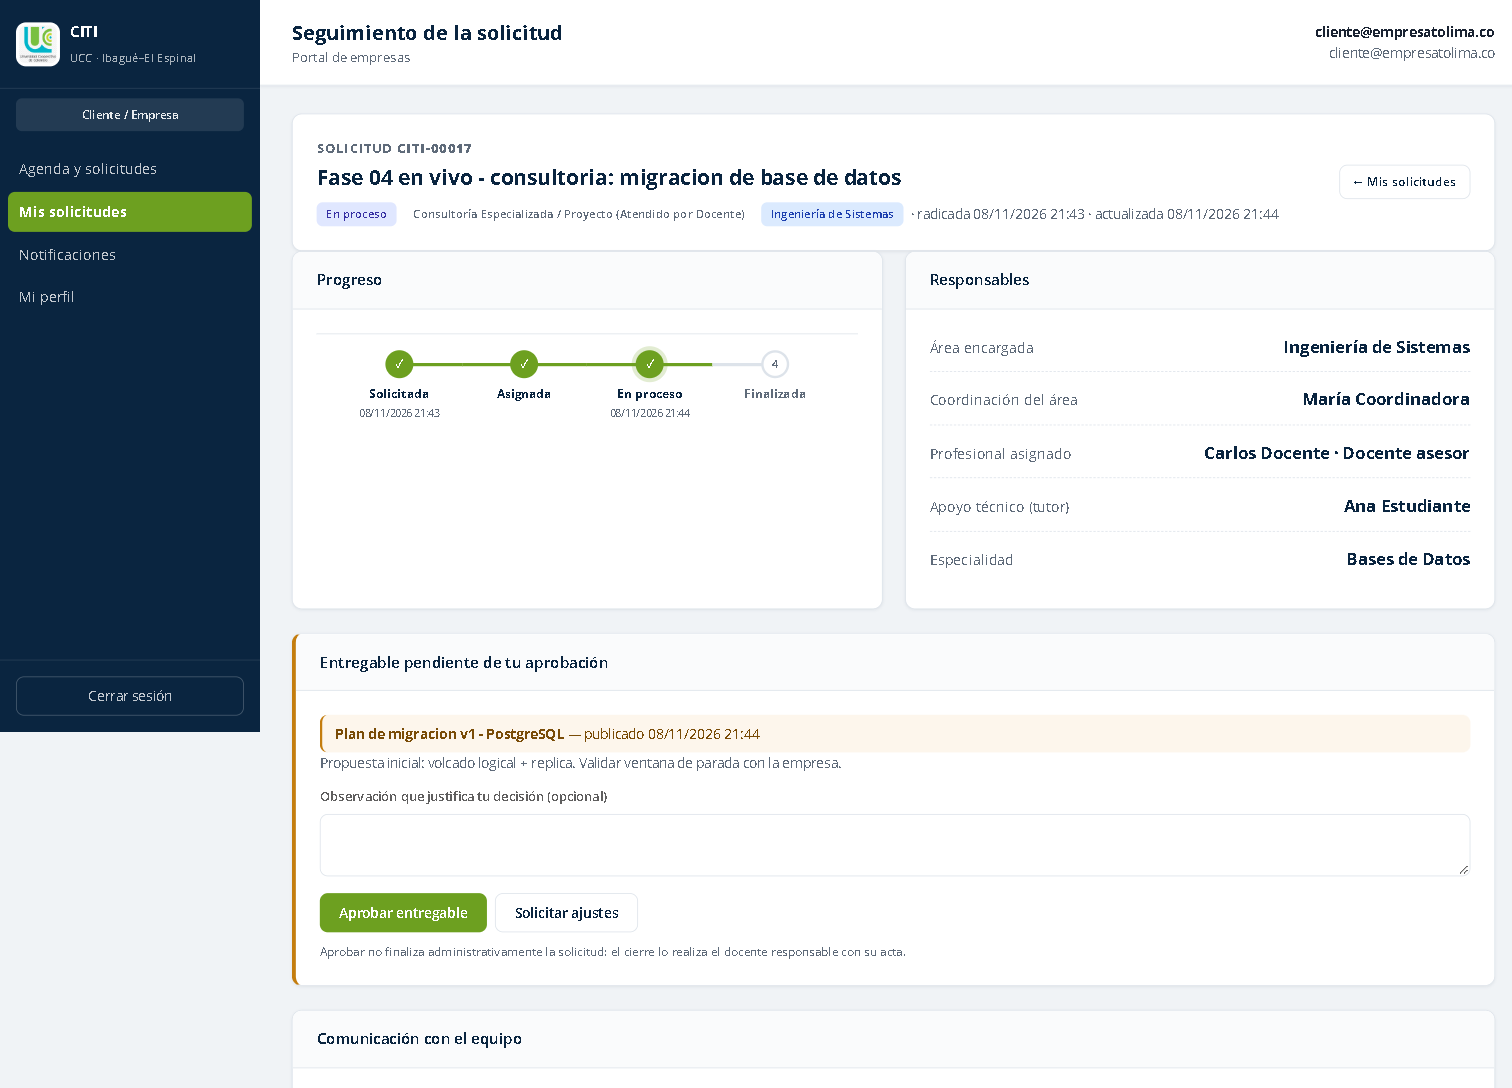 CITI
UCC · Ibagué–El Espinal
Cliente / Empresa
Agenda y solicitudes
Mis solicitudes
Notificaciones
Mi perfil
Cerrar sesión
Seguimiento de la solicitud
Portal de empresas
cliente@empresatolima.co
cliente@empresatolima.co
SOLICITUD CITI-00017
Fase 04 en vivo - consultoria: migracion de base de datos
← Mis solicitudes
En proceso Consultoría Especializada / Proyecto (Atendido por Docente) Ingeniería de Sistemas · radicada 08/11/2026 21:43 · actualizada 08/11/2026 21:44
Progreso
✓ ✓ ✓ 4
Solicitada Asignada En proceso Finalizada
08/11/2026 21:43 08/11/2026 21:44
Responsables
Área encargada Ingeniería de Sistemas
Coordinación del área María Coordinadora
Profesional asignado Carlos Docente · Docente asesor
Apoyo técnico (tutor) Ana Estudiante
Especialidad Bases de Datos
Entregable pendiente de tu aprobación
Plan de migracion v1 - PostgreSQL — publicado 08/11/2026 21:44
Propuesta inicial: volcado logical + replica. Validar ventana de parada con la empresa.
Observación que justifica tu decisión (opcional)
Aprobar entregable Solicitar ajustes
Aprobar no finaliza administrativamente la solicitud: el cierre lo realiza el docente responsable con su acta.
Comunicación con el equipo